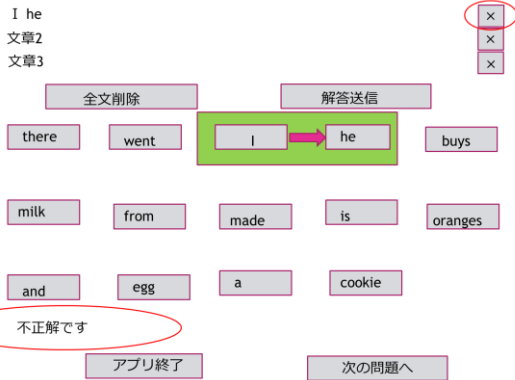 I he ×
文章2 ×
文章3 ×
全文削除 解答送信
there went I he buys
milk from made is oranges
and egg a cookie
不正解です
アプリ終了 次の問題へ